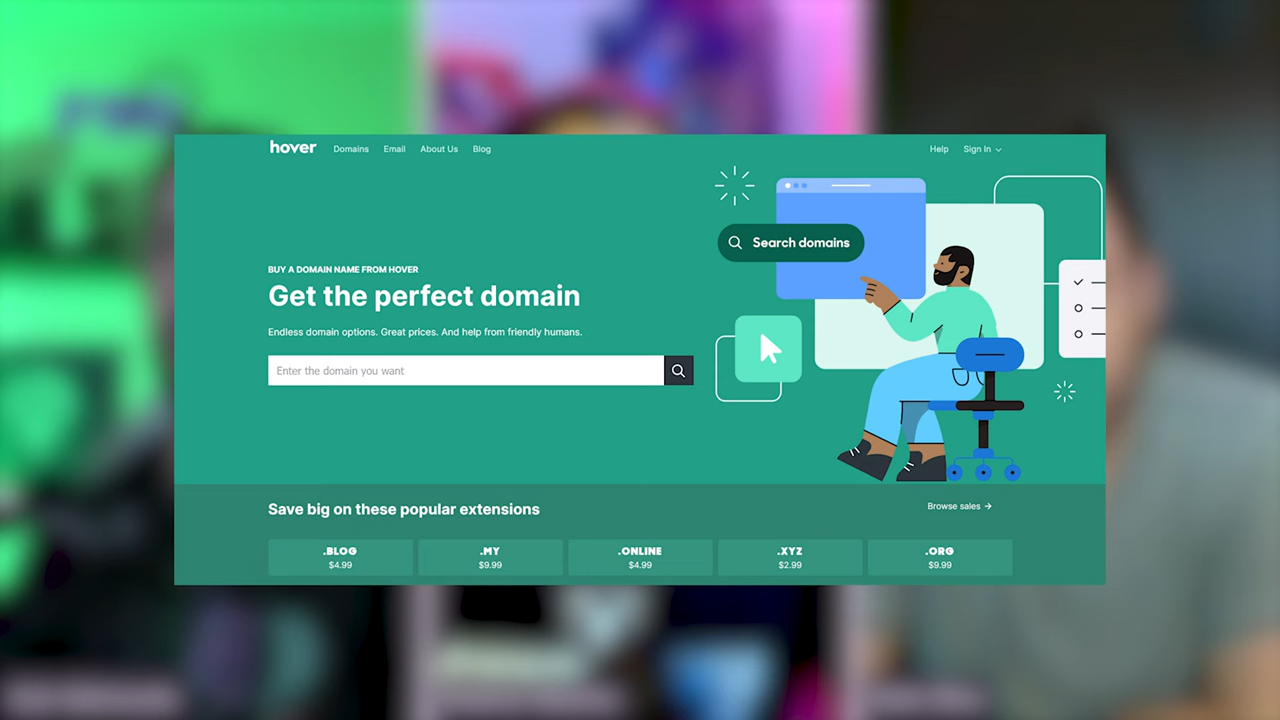 hover Domains Email About Us Blog Help Sign In
Search domains
BUY A DOMAIN NAME FROM HOVER
Get the perfect domain
Endless domain options. Great prices. And help from friendly humans.
Enter the domain you want
Save big on these popular extensions
Browse sales →
.BLOG .MY .ONLINE .XYZ .ORG
$4.99 $9.99 $4.99 $2.99 $9.99